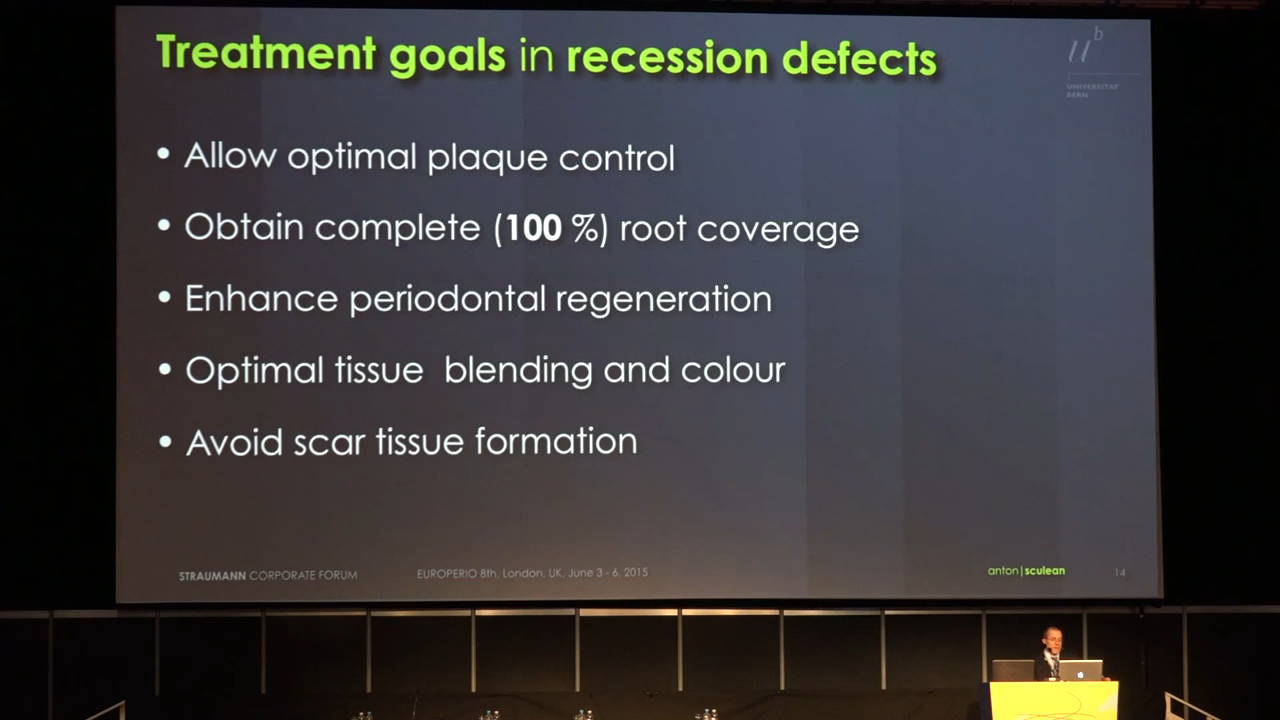 Treatment goals in recession defects
u
b
UNIVERSITÄT
BERN
• Allow optimal plaque control
• Obtain complete (100 %) root coverage
• Enhance periodontal regeneration
• Optimal tissue blending and colour
• Avoid scar tissue formation
STRAUMANN CORPORATE FORUM
EUROPERIO 8th, London, UK, June 3 - 6, 2015
anton|sculean
14